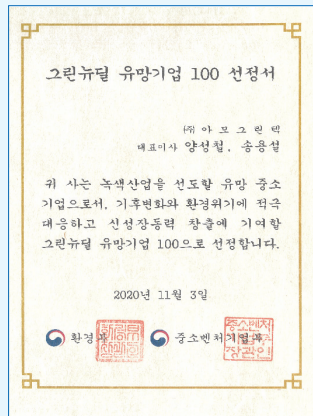 그린뉴딜 유망기업 100 선정서
㈜아모그린텍
대표이사 양성철, 송용설
귀 사는 녹색산업을 선도할 유망 중소
기업으로서, 기후변화와 환경위기에 적극
대응하고 신성장동력 창출에 기여할
그린뉴딜 유망기업 100으로 선정합니다.
2020년 11월 3일
환경부 중소벤처기업부